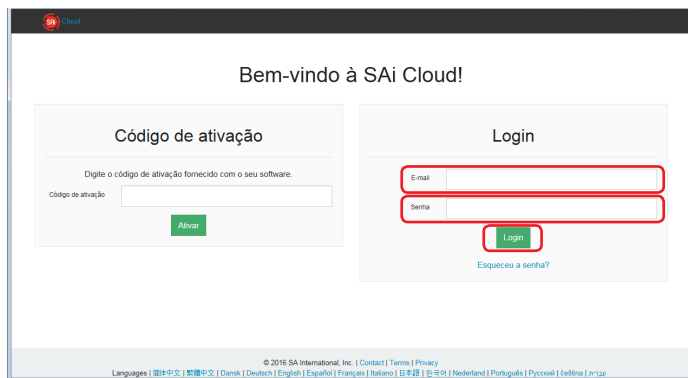 SAi Cloud
Bem-vindo à SAi Cloud!
Código de ativação
Digite o código de ativação fornecido com o seu software.
Código de ativação
Ativar
Login
E-mail
Senha
Login
Esqueceu a senha?
© 2016 SA International, Inc. | Contact | Terms | Privacy
Languages | 简体中文 | 繁體中文 | Dansk | Deutsch | English | Español | Français | Italiano | 日本語 | 한국어 | Nederland | Português | Русский | čeština | עברית